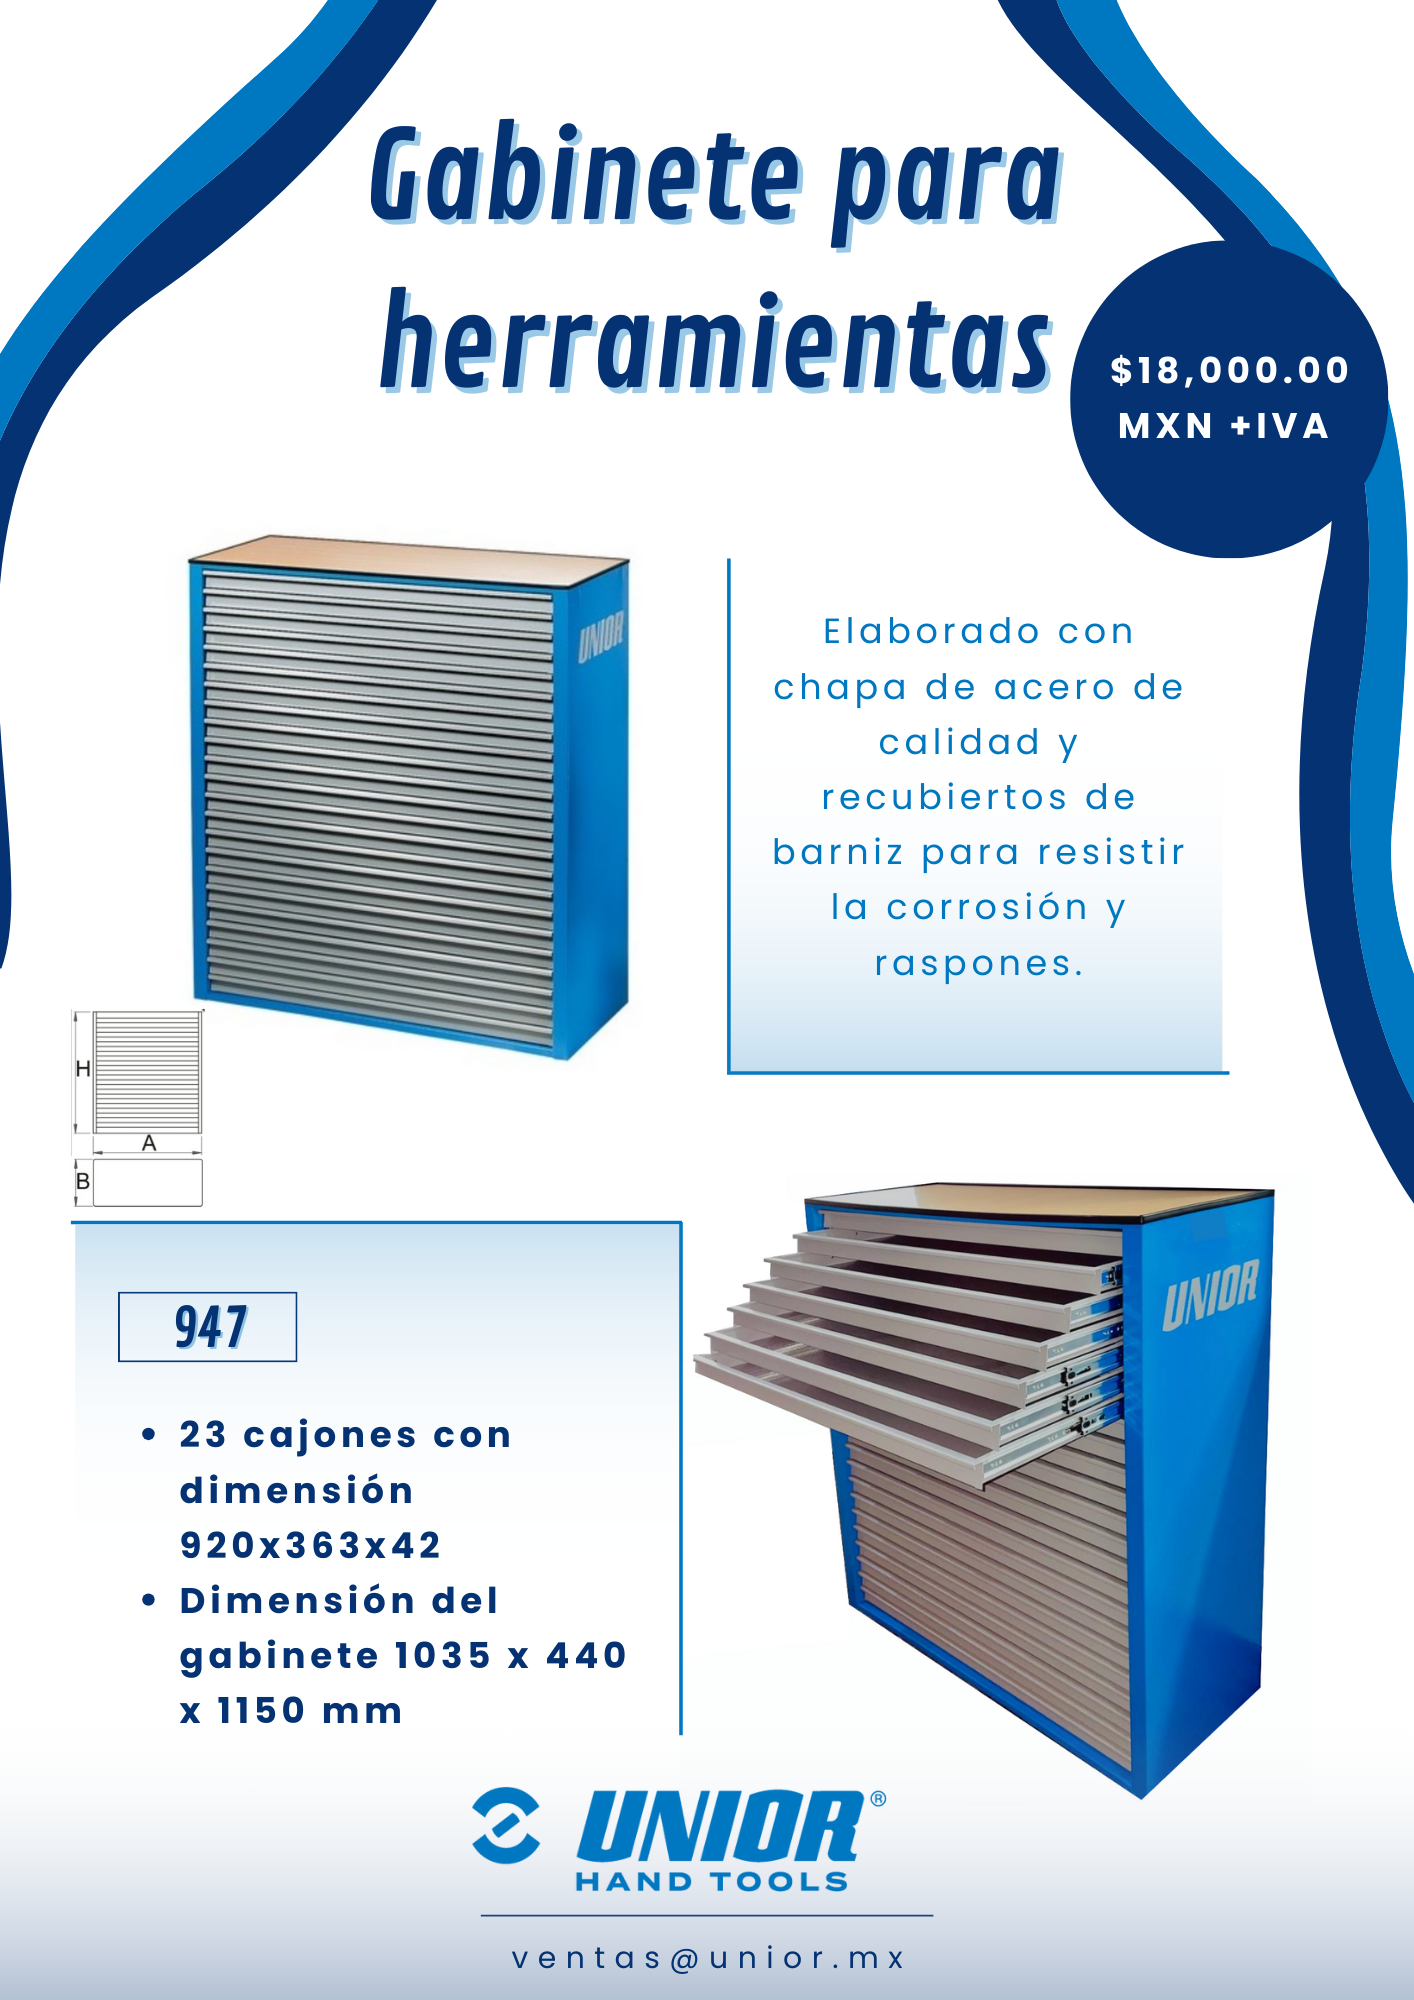 Gabinete para
herramientas
$18,000.00
MXN +IVA
UNIOR
Elaborado con
chapa de acero de
calidad y
recubiertos de
barniz para resistir
la corrosión y
raspones.
H
A
B
947
• 23 cajones con
dimensión
920x363x42
• Dimensión del
gabinete 1035 x 440
x 1150 mm
UNIOR
UNIOR®
HAND TOOLS
ventas@unior.mx